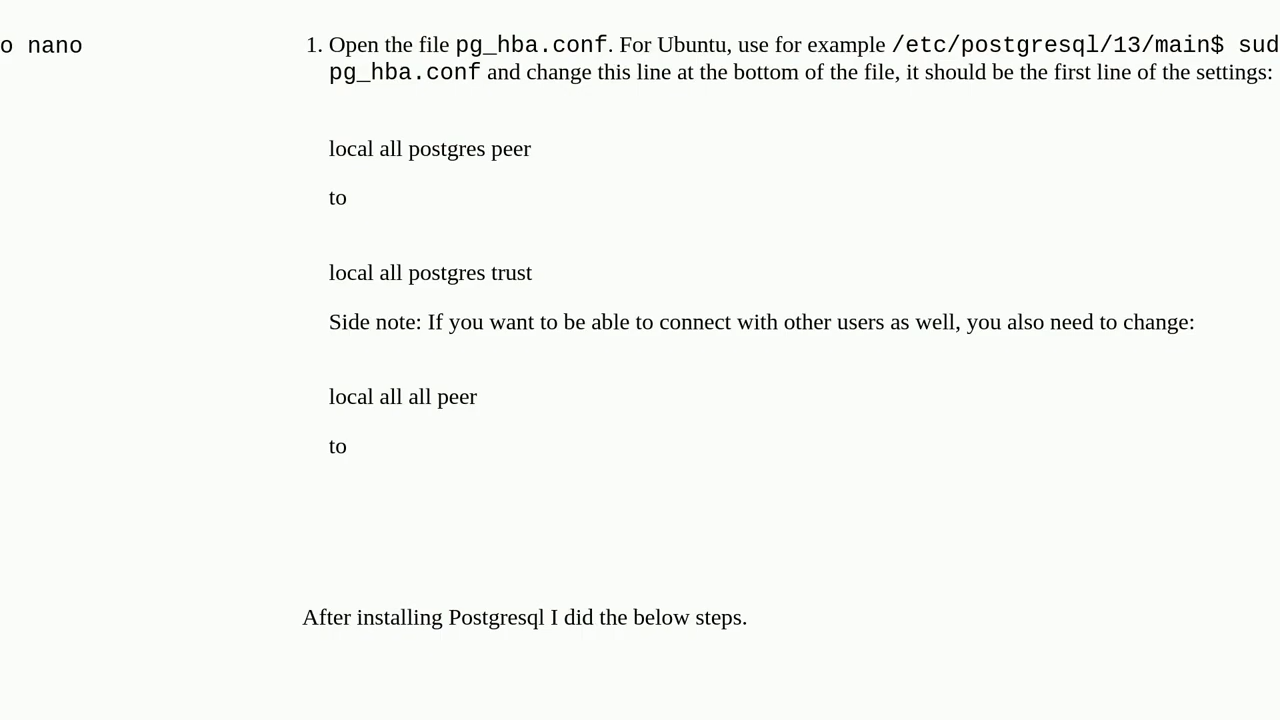 1. Open the file pg_hba.conf. For Ubuntu, use for example /etc/postgresql/13/main$ sudo nano
pg_hba.conf and change this line at the bottom of the file, it should be the first line of the settings:
local all postgres peer
to
local all postgres trust
Side note: If you want to be able to connect with other users as well, you also need to change:
local all all peer
to
After installing Postgresql I did the below steps.